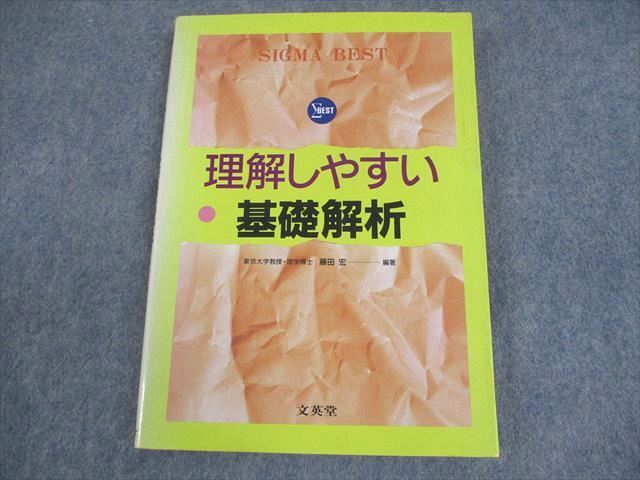 SIGMA BEST
ΣBEST
理解しやすい
基礎解析
東京大学教授・理学博士 藤田 宏 編著
文英堂